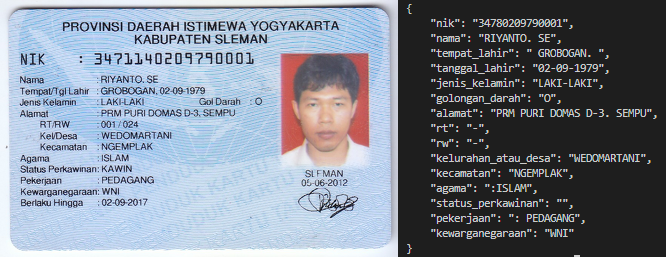 PROVINSI DAERAH ISTIMEWA YOGYAKARTA
KABUPATEN SLEMAN
NIK : 3471140209790001
Nama : RIYANTO. SE
Tempat/Tgl Lahir : GROBOGAN, 02-09-1979
Jenis Kelamin : LAKI-LAKI Gol Darah : O
Alamat : PRM PURI DOMAS D-3. SEMPU
RT/RW : 001 / 024
Kel/Desa : WEDOMARTANI
Kecamatan : NGEMPLAK
Agama : ISLAM
Status Perkawinan : KAWIN
Pekerjaan : PEDAGANG
Kewarganegaraan : WNI
Berlaku Hingga : 02-09-2017
SLEMAN
05-06-2012
{
"nik": "34780209790001",
"nama": "RIYANTO. SE",
"tempat_lahir": " GROBOGAN. ",
"tanggal_lahir": "02-09-1979",
"jenis_kelamin": "LAKI-LAKI",
"golongan_darah": "O",
"alamat": "PRM PURI DOMAS D-3. SEMPU",
"rt": "-",
"rw": "-",
"kelurahan_atau_desa": "WEDOMARTANI",
"kecamatan": "NGEMPLAK",
"agama": ":ISLAM",
"status_perkawinan": "",
"pekerjaan": ": PEDAGANG",
"kewarganegaraan": "WNI"
}